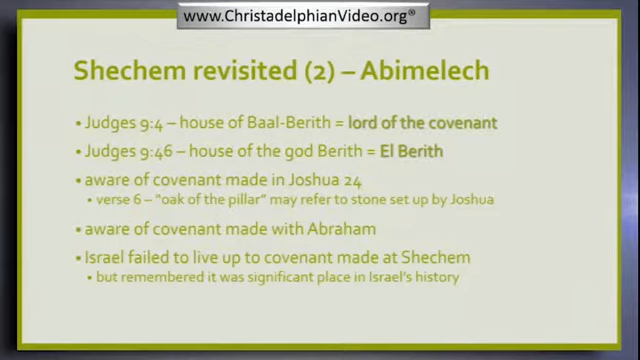 www.ChristadelphianVideo.org®
Shechem revisited (2) – Abimelech
• Judges 9:4 – house of Baal-Berith = lord of the covenant
• Judges 9:46 – house of the god Berith = El Berith
• aware of covenant made in Joshua 24
• verse 6 – “oak of the pillar” may refer to stone set up by Joshua
• aware of covenant made with Abraham
• Israel failed to live up to covenant made at Shechem
• but remembered it was significant place in Israel’s history